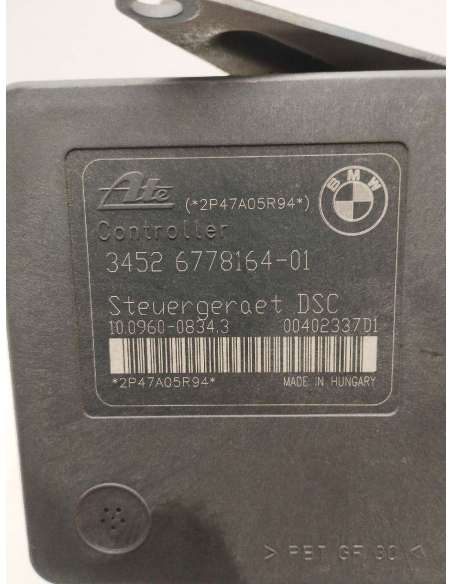 Ate (*2P47A05R94*) BMW
Controller
3452 6778164-01
Steuergeraet DSC
10.0960-0834.3 00402337D1
*2P47A05R94* MADE IN HUNGARY
> PBT GF 30 <